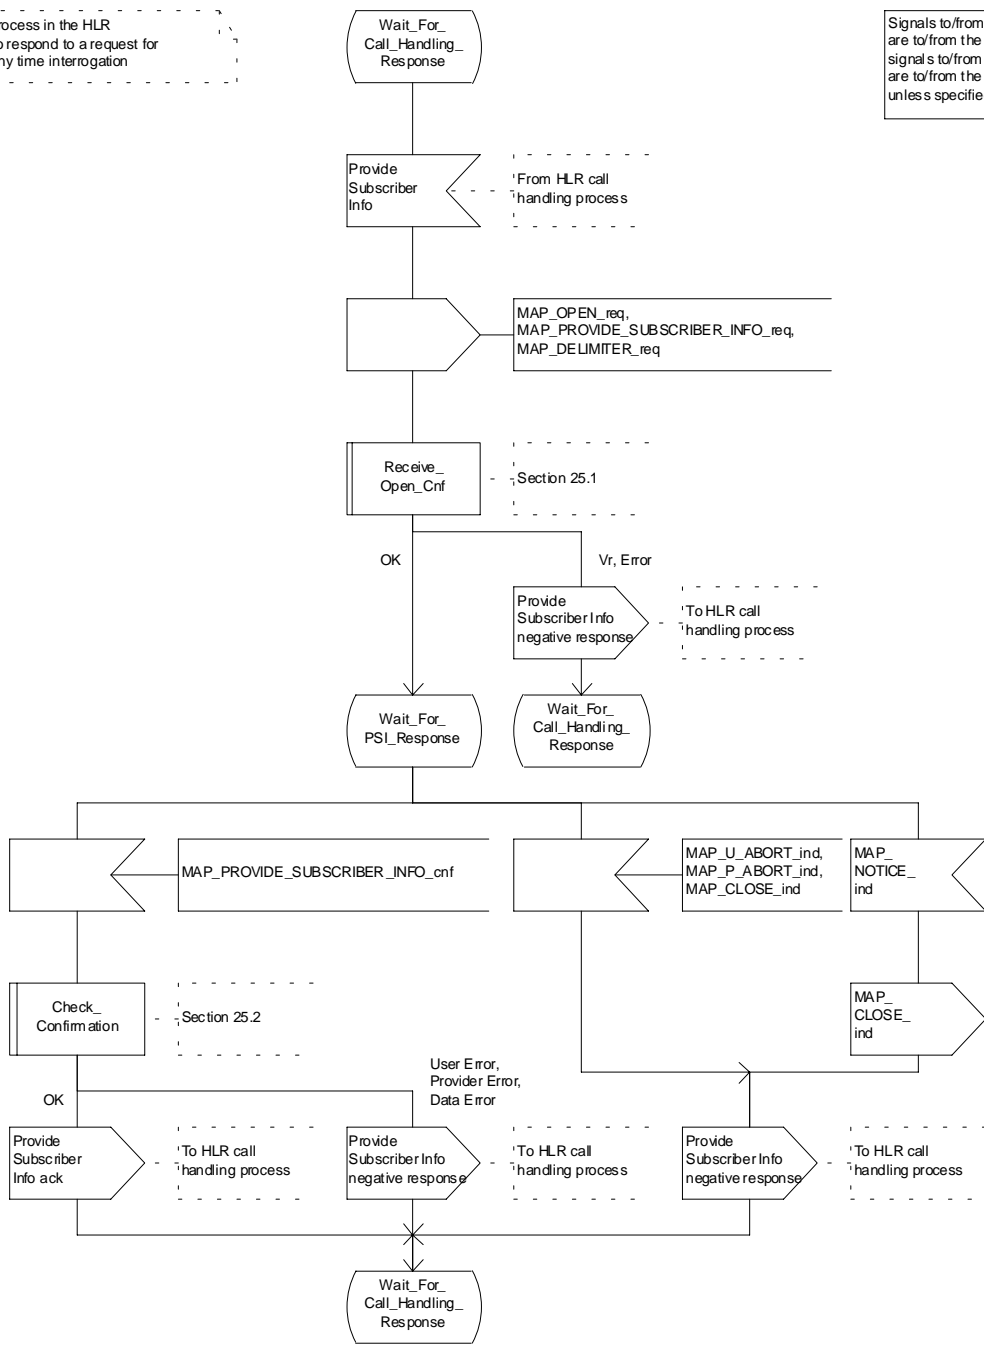 rocess in the HLR
o respond to a request for
ny time interrogation
Wait_For_
Call_Handling_
Response
Signals to/from
are to/from the
signals to/from
are to/from the
unless specifie
Provide
Subscriber
Info
From HLR call
handling process
MAP_OPEN_req,
MAP_PROVIDE_SUBSCRIBER_INFO_req,
MAP_DELIMITER_req
Receive_
Open_Cnf
Section 25.1
OK
Vr, Error
Provide
Subscriber Info
negative response
To HLR call
handling process
Wait_For_
PSI_Response
Wait_For_
Call_Handling_
Response
MAP_PROVIDE_SUBSCRIBER_INFO_cnf
MAP_U_ABORT_ind,
MAP_P_ABORT_ind,
MAP_CLOSE_ind
MAP_
NOTICE_
ind
Check_
Confirmation
Section 25.2
MAP_
CLOSE_
ind
OK
User Error,
Provider Error,
Data Error
Provide
Subscriber
Info ack
To HLR call
handling process
Provide
Subscriber Info
negative response
To HLR call
handling process
Provide
Subscriber Info
negative response
To HLR call
handling process
Wait_For_
Call_Handling_
Response